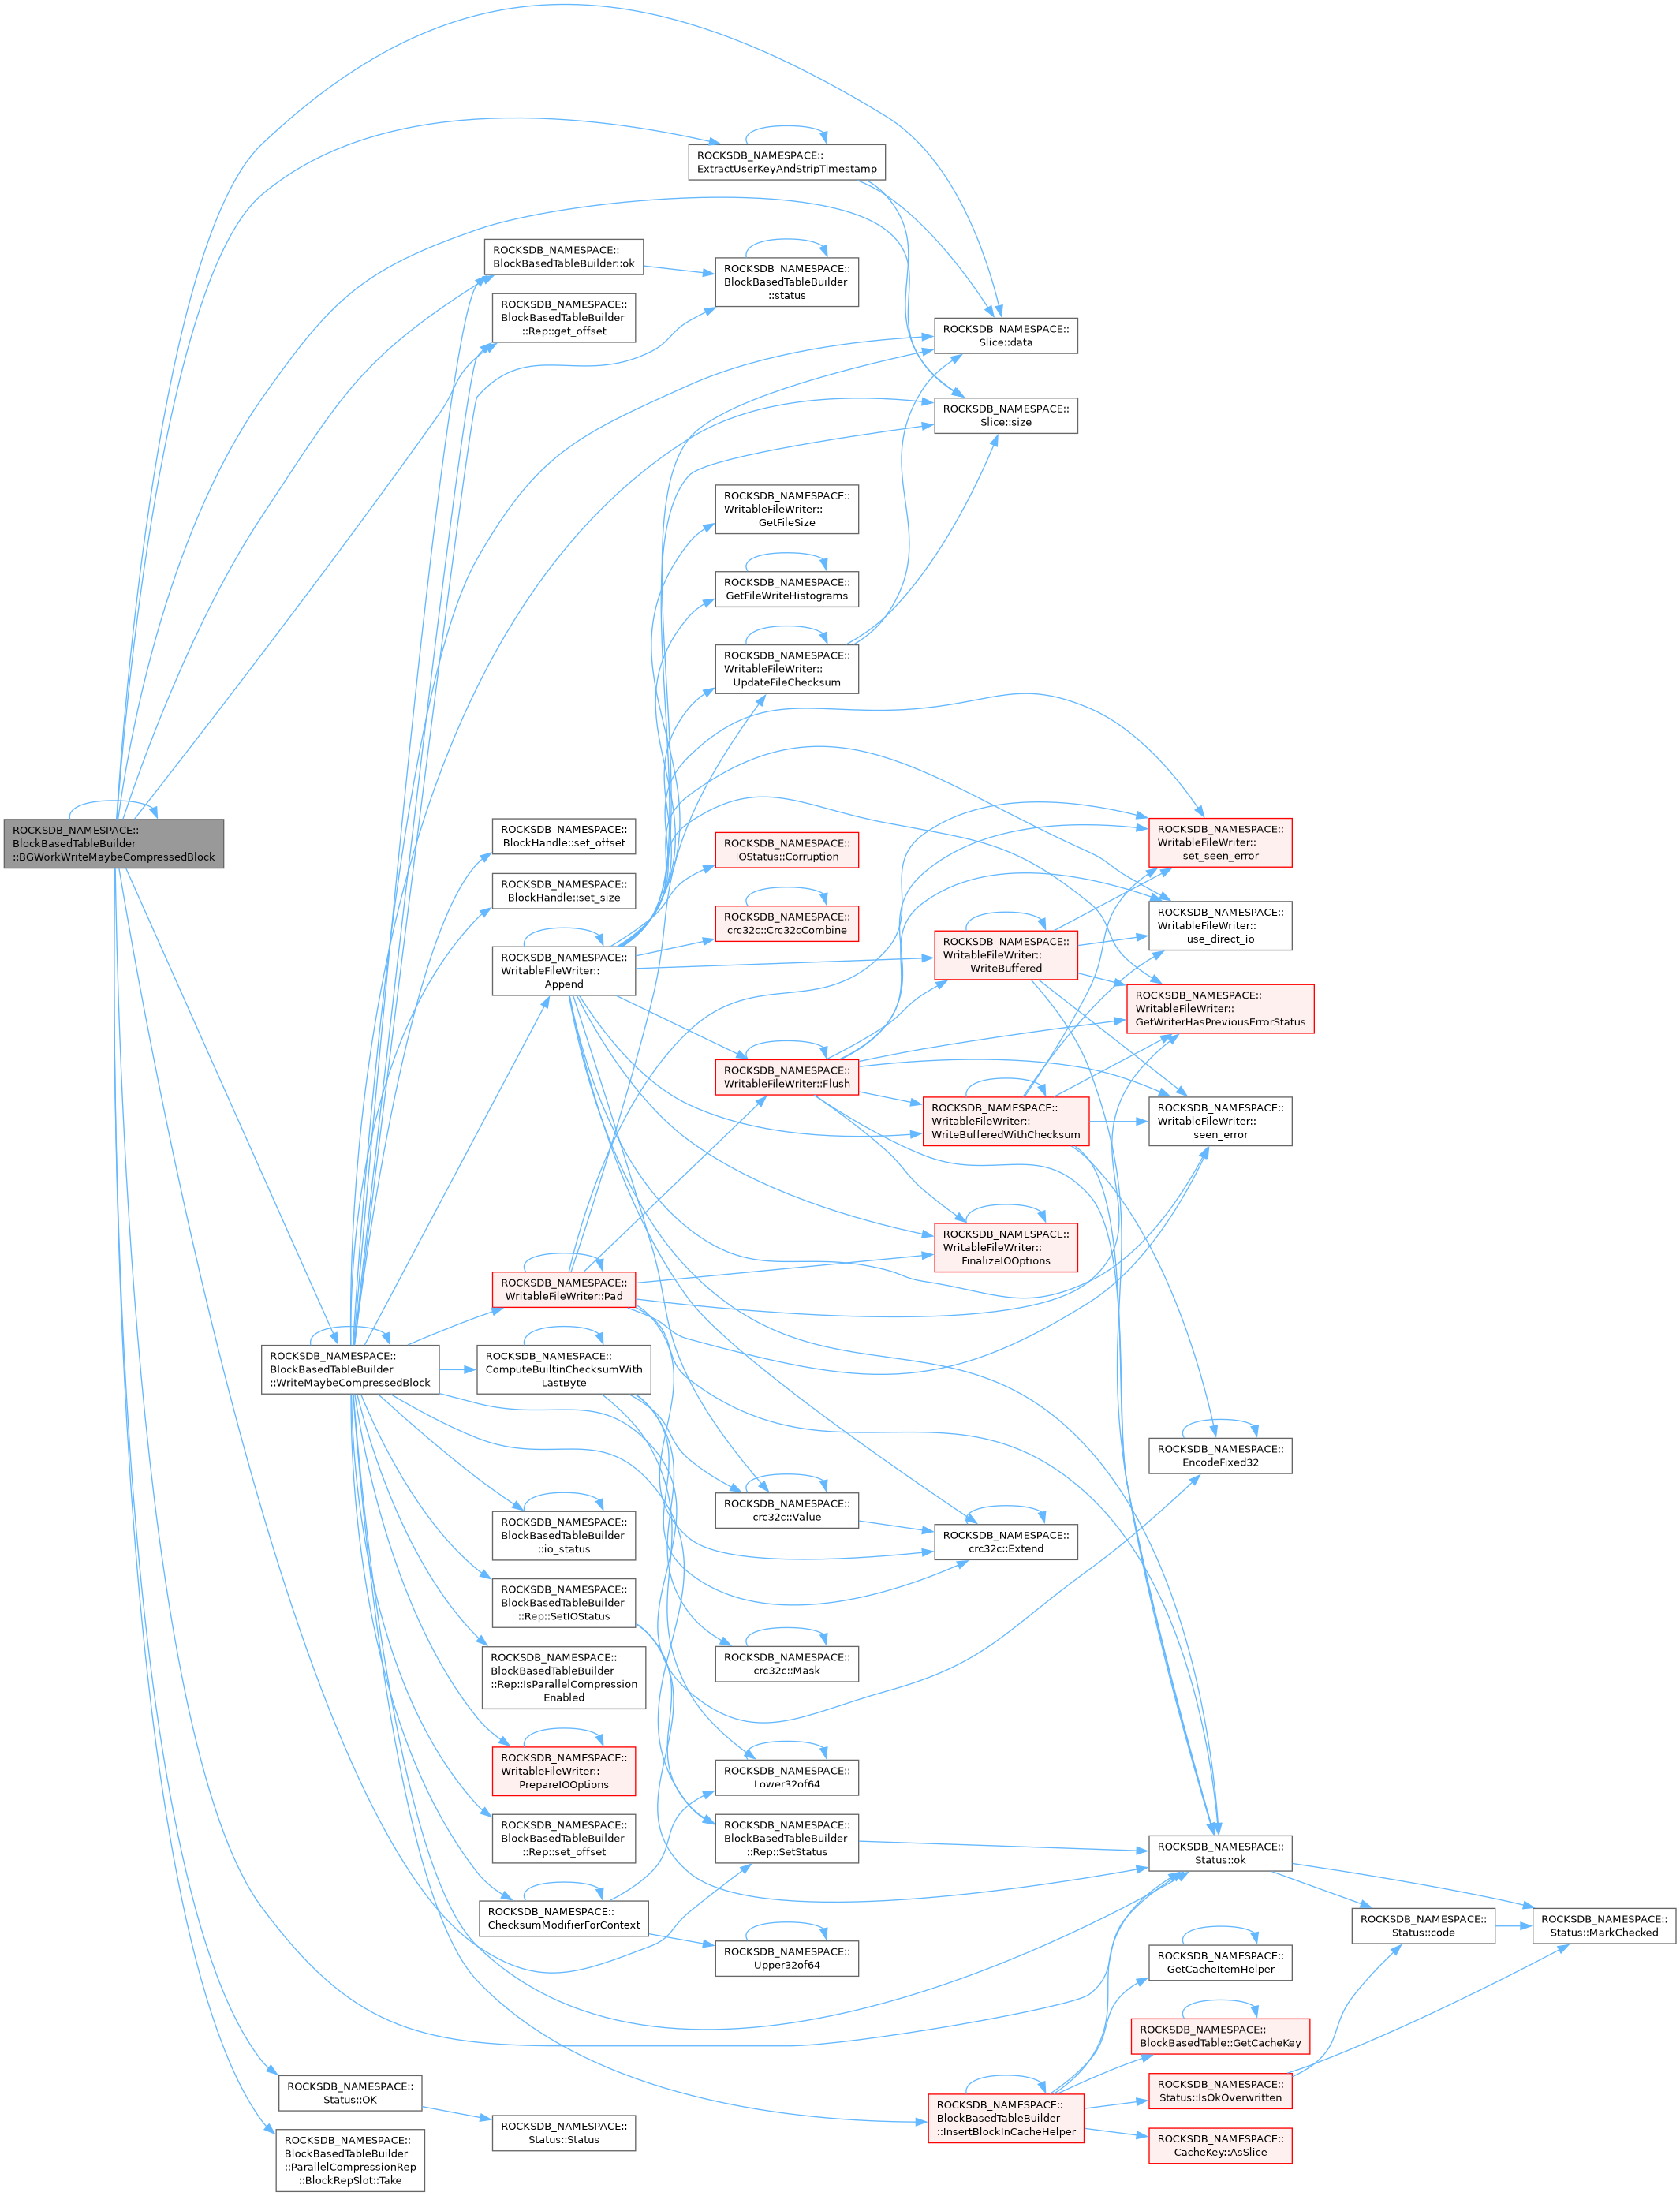 ROCKSDB_NAMESPACE::
ExtractUserKeyAndStripTimestamp
ROCKSDB_NAMESPACE::
BlockBasedTableBuilder::ok
ROCKSDB_NAMESPACE::
BlockBasedTableBuilder
::status
ROCKSDB_NAMESPACE::
BlockBasedTableBuilder
::Rep::get_offset
ROCKSDB_NAMESPACE::
Slice::data
ROCKSDB_NAMESPACE::
Slice::size
ROCKSDB_NAMESPACE::
WritableFileWriter::
GetFileSize
ROCKSDB_NAMESPACE::
GetFileWriteHistograms
ROCKSDB_NAMESPACE::
WritableFileWriter::
UpdateFileChecksum
ROCKSDB_NAMESPACE::
BlockBasedTableBuilder
::BGWorkWriteMaybeCompressedBlock
ROCKSDB_NAMESPACE::
BlockHandle::set_offset
ROCKSDB_NAMESPACE::
IOStatus::Corruption
ROCKSDB_NAMESPACE::
WritableFileWriter::
set_seen_error
ROCKSDB_NAMESPACE::
BlockHandle::set_size
ROCKSDB_NAMESPACE::
crc32c::Crc32cCombine
ROCKSDB_NAMESPACE::
WritableFileWriter::
use_direct_io
ROCKSDB_NAMESPACE::
WritableFileWriter::
Append
ROCKSDB_NAMESPACE::
WritableFileWriter::
WriteBuffered
ROCKSDB_NAMESPACE::
WritableFileWriter::
GetWriterHasPreviousErrorStatus
ROCKSDB_NAMESPACE::
WritableFileWriter::Flush
ROCKSDB_NAMESPACE::
WritableFileWriter::
WriteBufferedWithChecksum
ROCKSDB_NAMESPACE::
WritableFileWriter::
seen_error
ROCKSDB_NAMESPACE::
WritableFileWriter::
FinalizeIOOptions
ROCKSDB_NAMESPACE::
WritableFileWriter::Pad
ROCKSDB_NAMESPACE::
BlockBasedTableBuilder
::WriteMaybeCompressedBlock
ROCKSDB_NAMESPACE::
ComputeBuiltinChecksumWith
LastByte
ROCKSDB_NAMESPACE::
EncodeFixed32
ROCKSDB_NAMESPACE::
BlockBasedTableBuilder
::io_status
ROCKSDB_NAMESPACE::
crc32c::Value
ROCKSDB_NAMESPACE::
crc32c::Extend
ROCKSDB_NAMESPACE::
BlockBasedTableBuilder
::Rep::SetIOStatus
ROCKSDB_NAMESPACE::
BlockBasedTableBuilder
::Rep::IsParallelCompression
Enabled
ROCKSDB_NAMESPACE::
crc32c::Mask
ROCKSDB_NAMESPACE::
WritableFileWriter::
PrepareIOOptions
ROCKSDB_NAMESPACE::
Lower32of64
ROCKSDB_NAMESPACE::
BlockBasedTableBuilder
::Rep::set_offset
ROCKSDB_NAMESPACE::
BlockBasedTableBuilder
::Rep::SetStatus
ROCKSDB_NAMESPACE::
Status::ok
ROCKSDB_NAMESPACE::
ChecksumModifierForContext
ROCKSDB_NAMESPACE::
Upper32of64
ROCKSDB_NAMESPACE::
Status::code
ROCKSDB_NAMESPACE::
Status::MarkChecked
ROCKSDB_NAMESPACE::
GetCacheItemHelper
ROCKSDB_NAMESPACE::
BlockBasedTable::GetCacheKey
ROCKSDB_NAMESPACE::
Status::OK
ROCKSDB_NAMESPACE::
Status::Status
ROCKSDB_NAMESPACE::
BlockBasedTableBuilder
::InsertBlockInCacheHelper
ROCKSDB_NAMESPACE::
Status::IsOkOverwritten
ROCKSDB_NAMESPACE::
CacheKey::AsSlice
ROCKSDB_NAMESPACE::
BlockBasedTableBuilder
::ParallelCompressionRep
::BlockRepSlot::Take